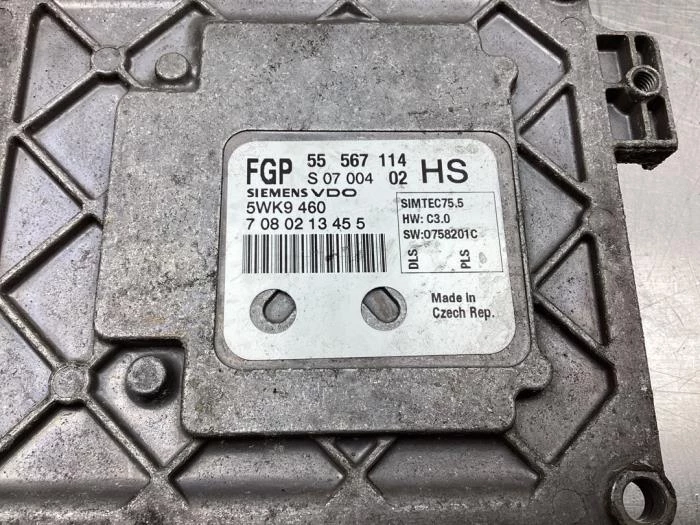 FGP 55 567 114 HS
S 07 004 02
SIEMENS VDO
5WK9 460
7 08 02 13 45 5
SIMTEC75.5
HW: C3.0
SW:0758201C
DLS
PLS
Made in
Czech Rep.